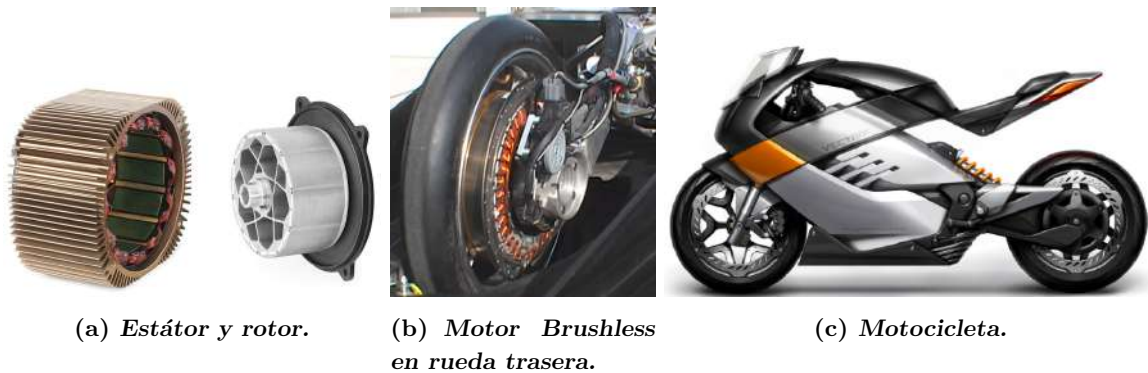 (a) Estátor y rotor.
(b) Motor Brushless
en rueda trasera.
(c) Motocicleta.